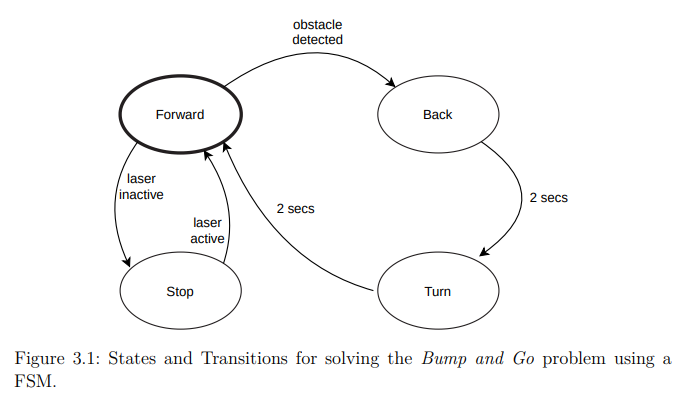 obstacle
detected
Forward
Back
laser
inactive
2 secs
2 secs
laser
active
Stop
Turn
Figure 3.1: States and Transitions for solving the Bump and Go problem using a
FSM.